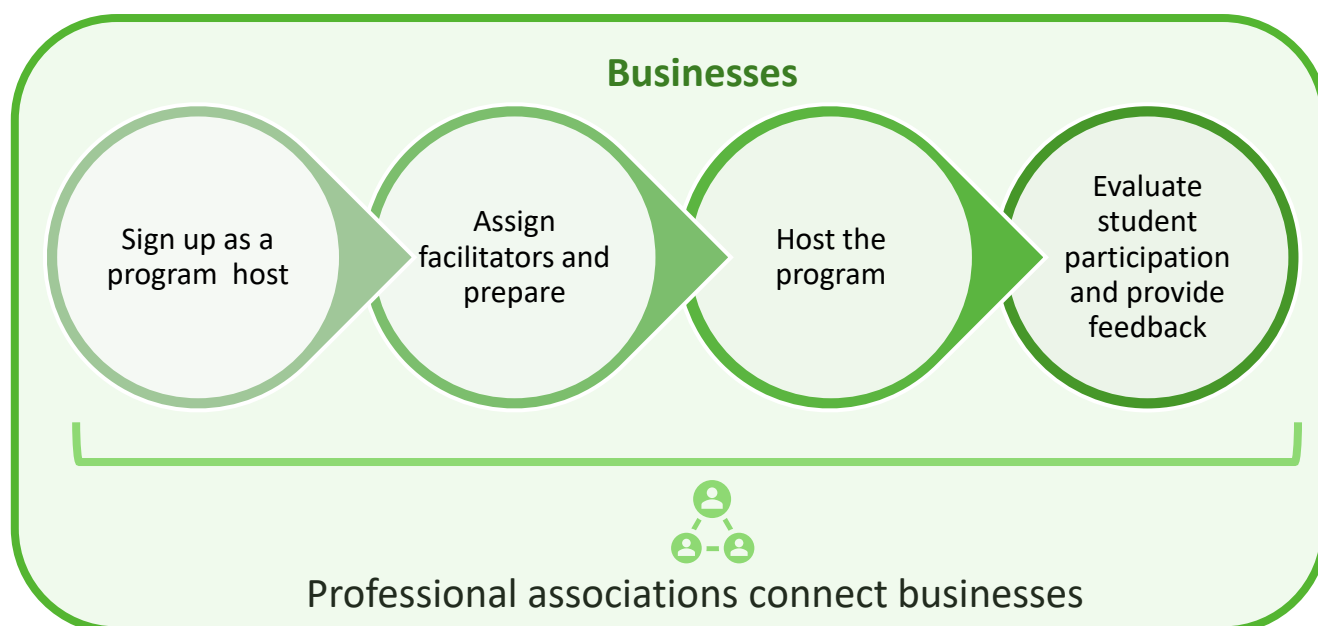 Businesses
Sign up as a
program host
Assign
facilitators and
prepare
Host the
program
Evaluate
student
participation
and provide
feedback
Professional associations connect businesses